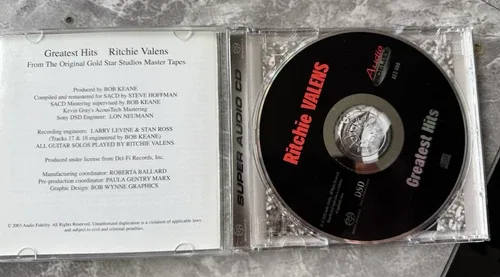 Greatest Hits Ritchie Valens
From The Original Gold Star Studios Master Tapes
Produced by BOB KEANE
Compiled and remastered for SACD by STEVE HOFFMAN
SACD Mastering supervised by BOB KEANE
Kevin Gray's AcousTech Mastering
Sony DSD Engineer: LON NEUMANN
Recording engineers: LARRY LEVINE & STAN ROSS
(Tracks 17 & 18 engineered by BOB KEANE)
ALL GUITAR SOLOS PLAYED BY RITCHIE VALENS
Produced under license from Del-Fi Records, Inc.
Manufacturing coordinator: ROBERTA BALLARD
Pre-production coordinator: PAULA GENTRY MARX
Graphic Design: BOB WYNNE GRAPHICS
© 2003 Audio Fidelity. All Rights Reserved. Unauthorized duplication is a violation of applicable laws
and subject to civil and criminal penalties.
SUPER AUDIO CD
Ritchie VALENS
Greatest Hits
Audio
DSD